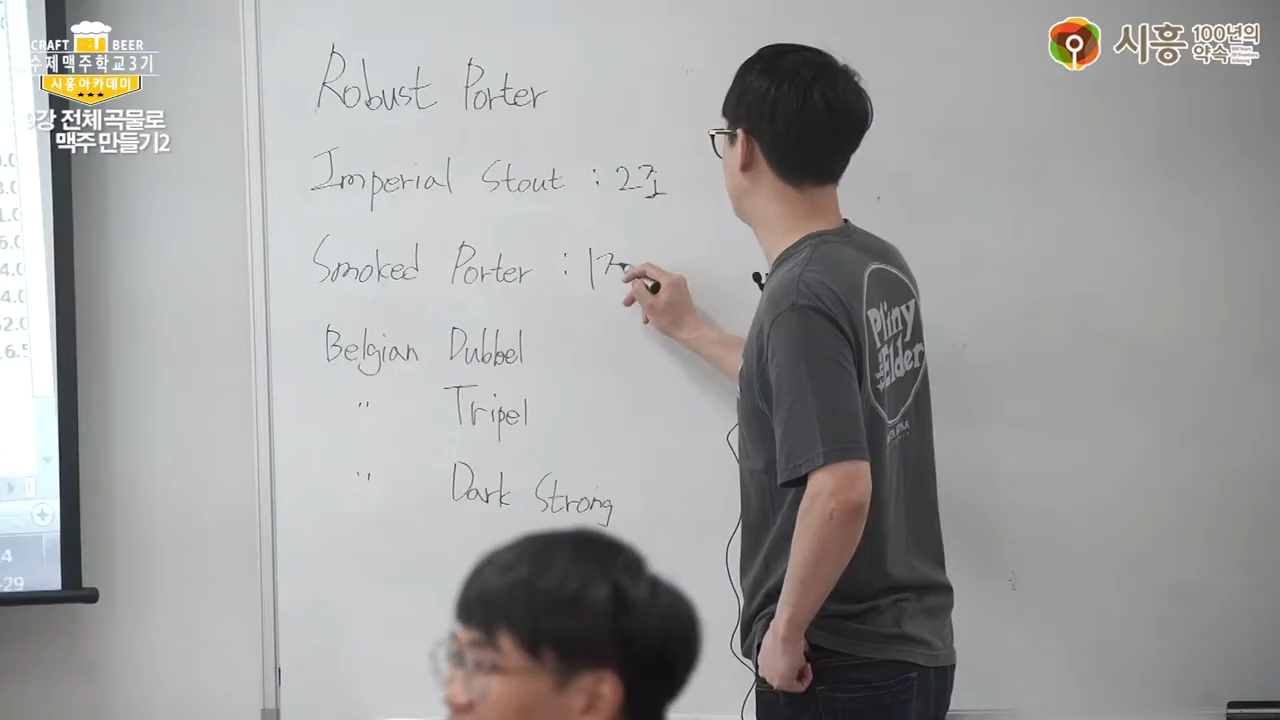 CRAFT BEER
수제맥주학교3기
시흥아카데미
9강 전체 곡물로
맥주 만들기2
시흥 100년의
약속
Robust Porter
Imperial Stout : 2조
Smoked Porter : 1
Belgian Dubbel
" Tripel
" Dark Strong
Pliny
the
Elder